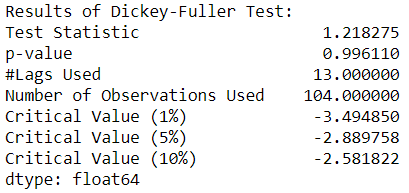 Results of Dickey-Fuller Test:
Test Statistic 1.218275
p-value 0.996110
#Lags Used 13.000000
Number of Observations Used 104.000000
Critical Value (1%) -3.494850
Critical Value (5%) -2.889758
Critical Value (10%) -2.581822
dtype: float64